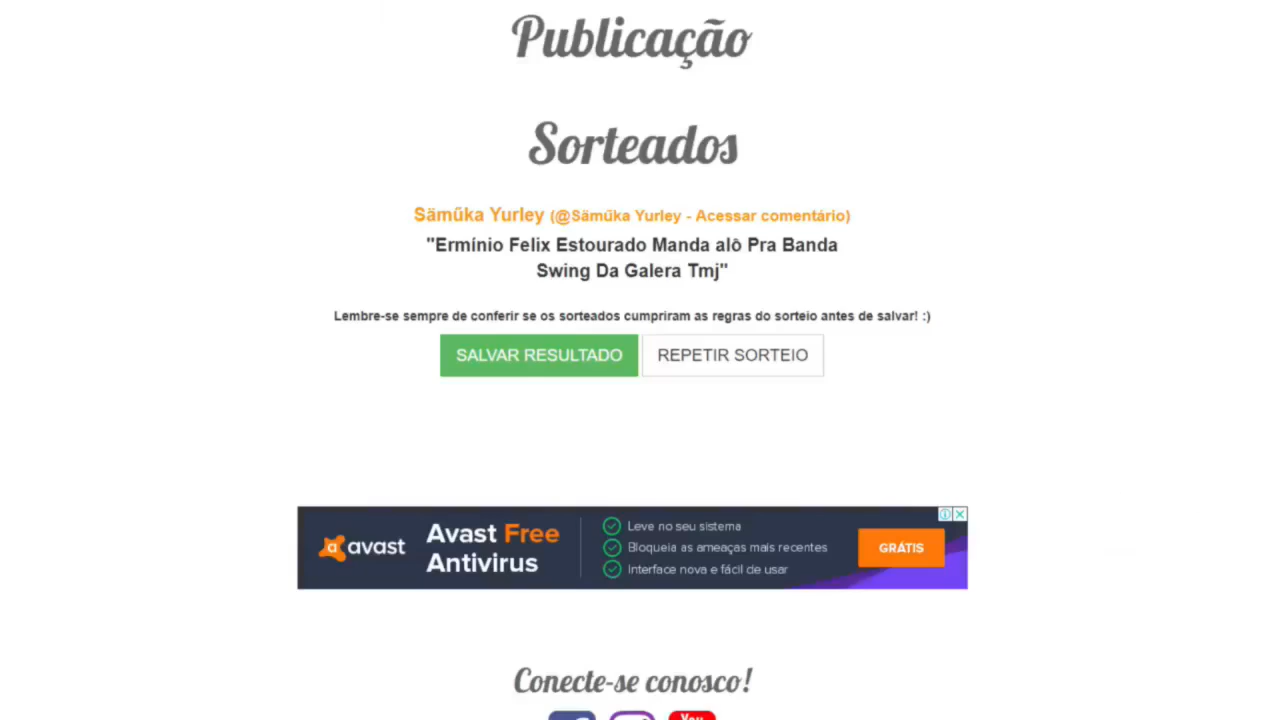 Publicação
Sorteados
Säműka Yurley (@Säműka Yurley - Acessar comentário)
"Ermínio Felix Estourado Manda alô Pra Banda
Swing Da Galera Tmj"
Lembre-se sempre de conferir se os sorteados cumpriram as regras do sorteio antes de salvar! :)
SALVAR RESULTADO REPETIR SORTEIO
avast
Avast Free
Antivirus
Leve no seu sistema
Bloqueia as ameaças mais recentes
Interface nova e fácil de usar
GRÁTIS
Conecte-se conosco!
You